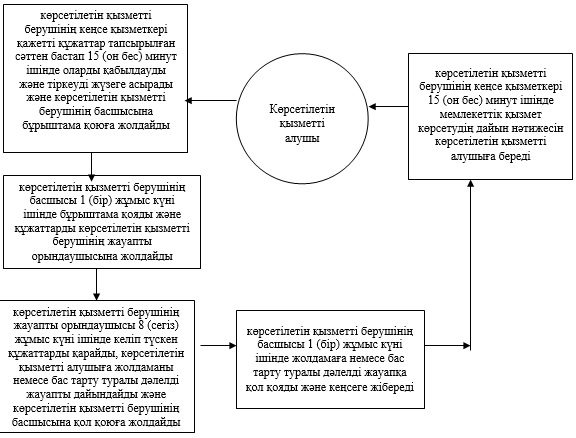 көрсетілетін қызметті
берушінің кеңсе қызметкері
қажетті құжаттар тапсырылған
сәттен бастап 15 (он бес) минут
ішінде оларды қабылдауды
және тіркеуді жүзеге асырады
және көрсетілетін қызметті
берушінің басшысына
бұрыштама қоюға жолдайды
Көрсетілетін
қызметті
алушы
көрсетілетін қызметті
берушінің кеңсе қызметкері
15 (он бес) минут ішінде
мемлекеттік қызмет
көрсетудің дайын нәтижесін
көрсетілетін қызметті
алушыға береді
көрсетілетін қызметті берушінің
басшысы 1 (бір) жұмыс күні
ішінде бұрыштама қояды және
құжаттарды көрсетілетін қызметті
берушінің жауапты
орындаушысына жолдайды
көрсетілетін қызметті берушінің
жауапты орындаушысы 8 (сегіз)
жұмыс күні ішінде келіп түскен
құжаттарды қарайды, көрсетілетін
қызметті алушыға жолдаманы
немесе бас тарту туралы дәлелді
жауапты дайындайды және
көрсетілетін қызметті берушінің
басшысына қол қоюға жолдайды
көрсетілетін қызметті берушінің
басшысы 1 (бір) жұмыс күні
ішінде жолдамаға немесе бас
тарту туралы дәлелді жауапқа
қол қояды және кеңсеге жібереді